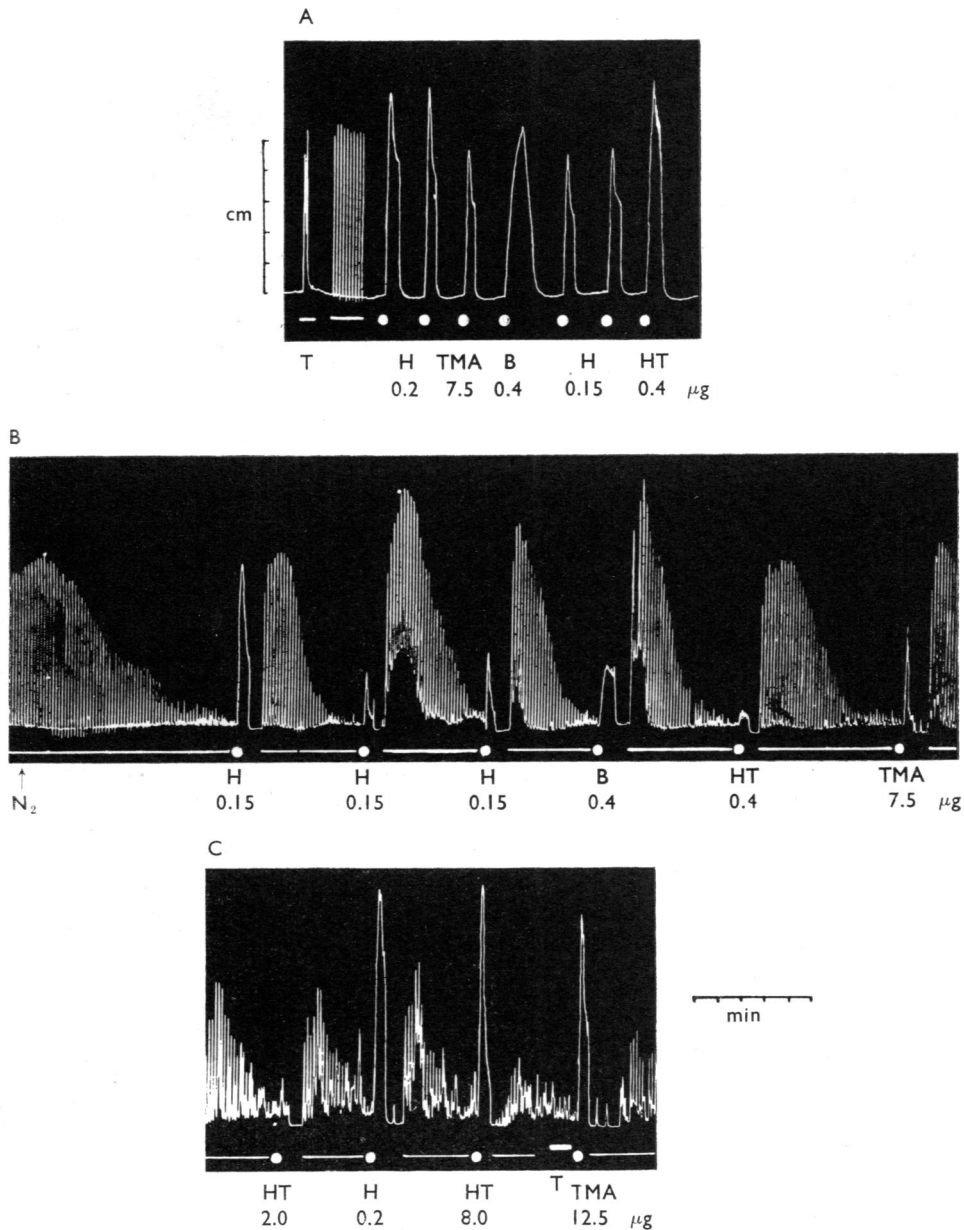 A
cm
T H TMA B H HT
0.2 7.5 0.4 0.15 0.4 μg
B
H H H B HT TMA
N₂ 0.15 0.15 0.15 0.4 0.4 7.5 μg
C
min
HT H HT T TMA
2.0 0.2 8.0 12.5 μg